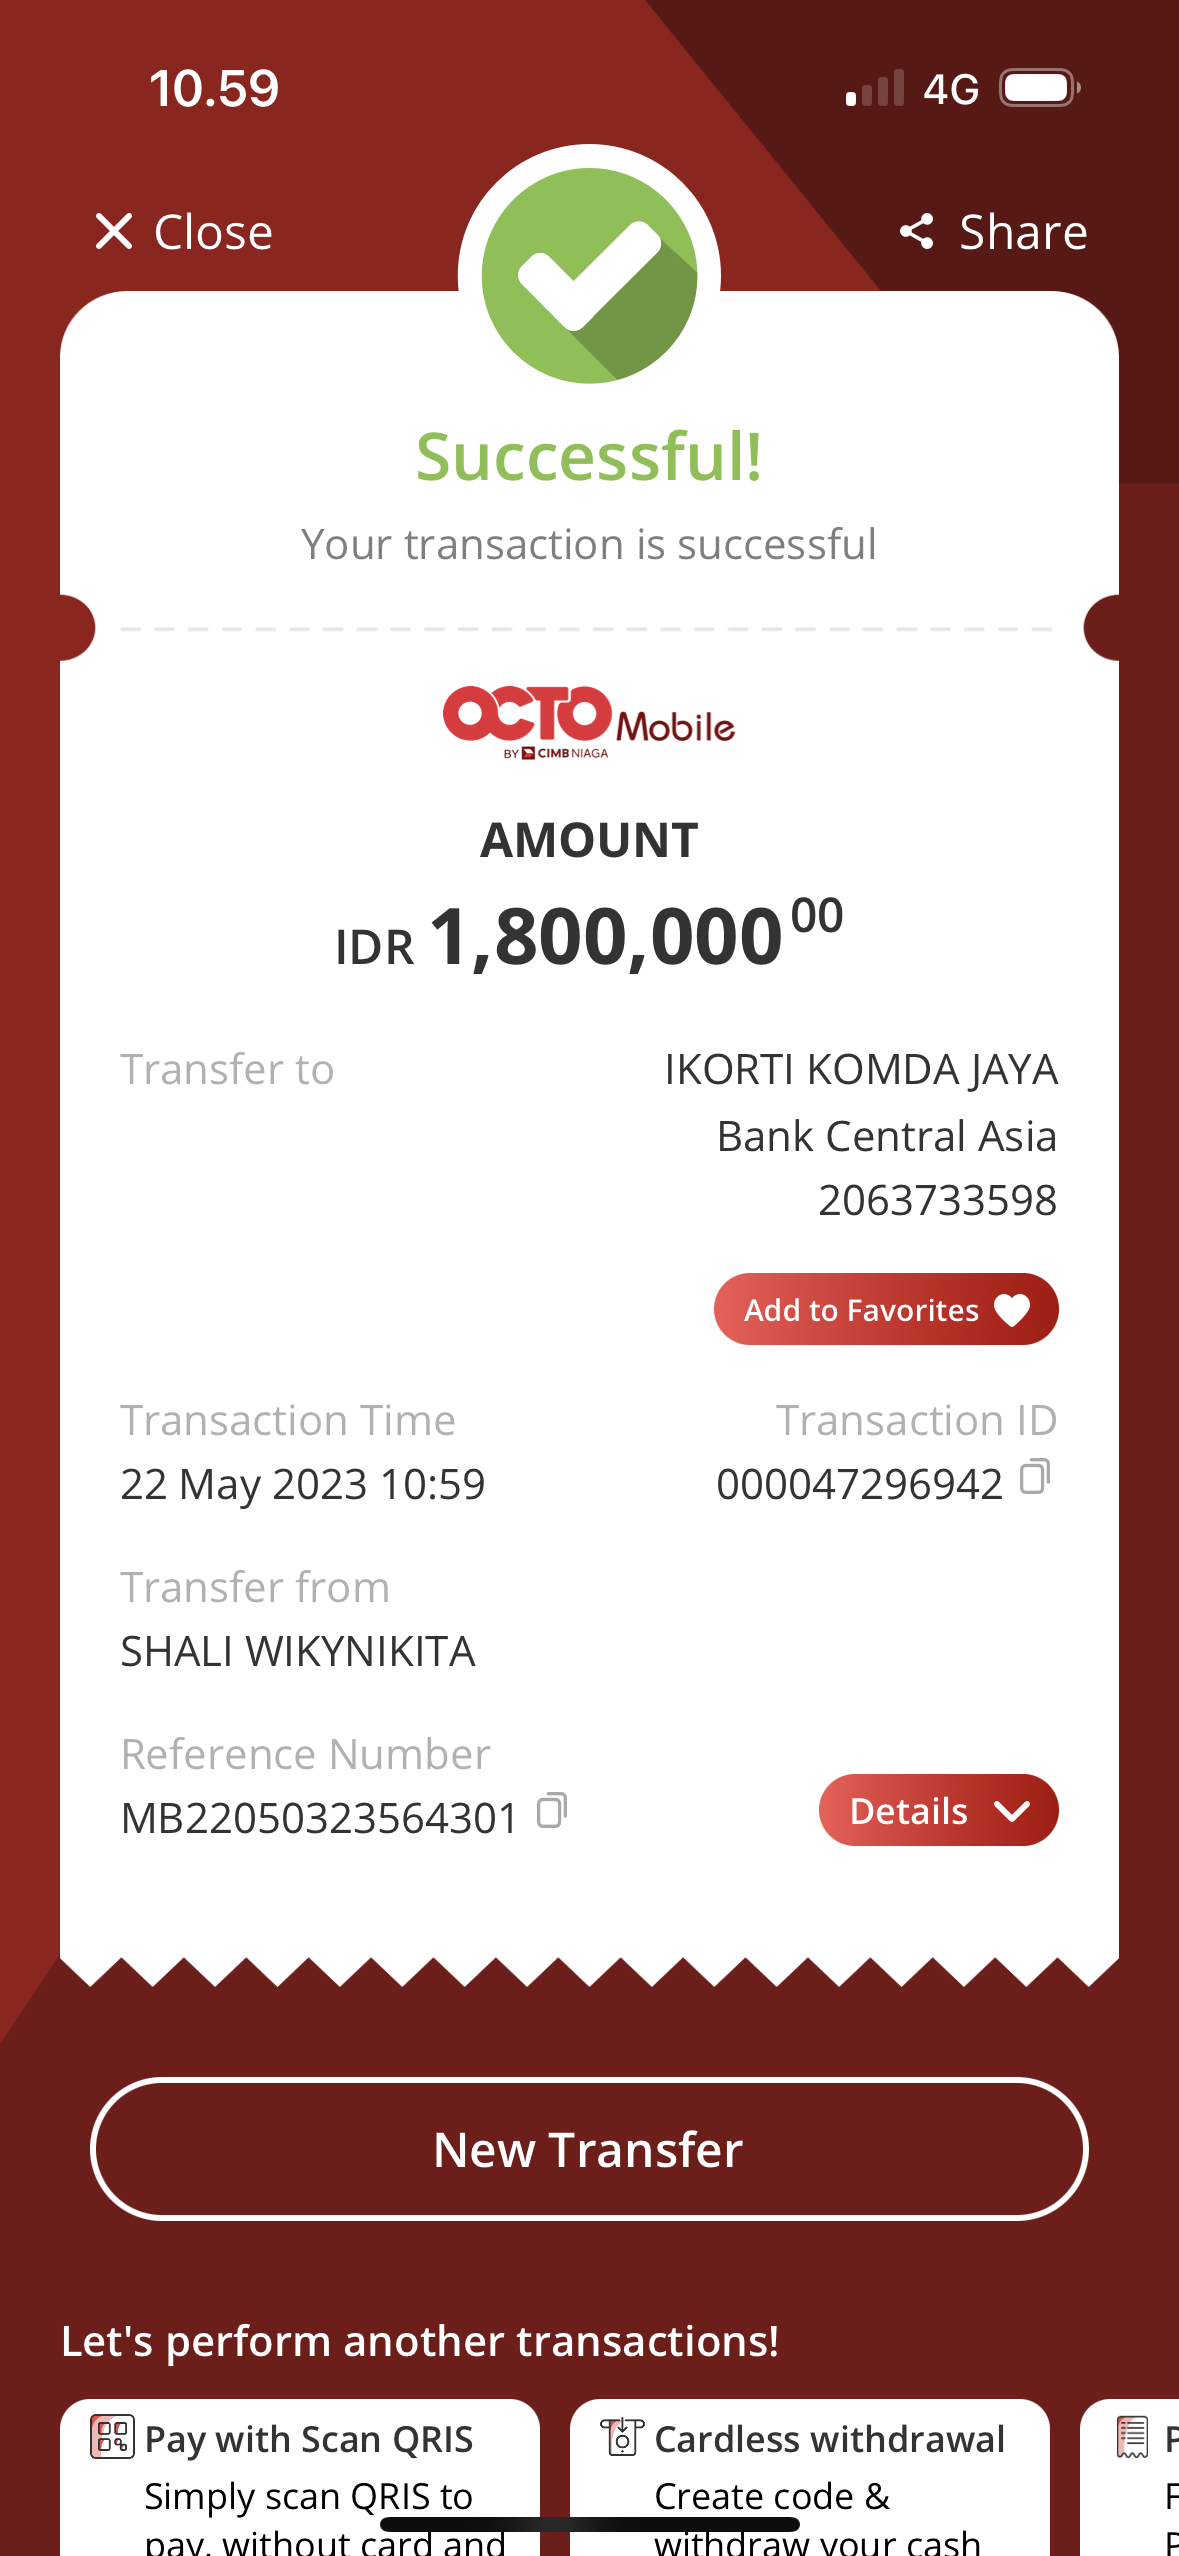 10.59
4G
Close
Share
Successful!
Your transaction is successful
OCTO Mobile
BY CIMB NIAGA
AMOUNT
IDR 1,800,000 00
Transfer to
IKORTI KOMDA JAYA
Bank Central Asia
2063733598
Add to Favorites
Transaction Time
Transaction ID
22 May 2023 10:59
000047296942
Transfer from
SHALI WIKYNIKITA
Reference Number
MB22050323564301
Details
New Transfer
Let's perform another transactions!
Pay with Scan QRIS
Simply scan QRIS to
pay, without card and
Cardless withdrawal
Create code &
withdraw your cash